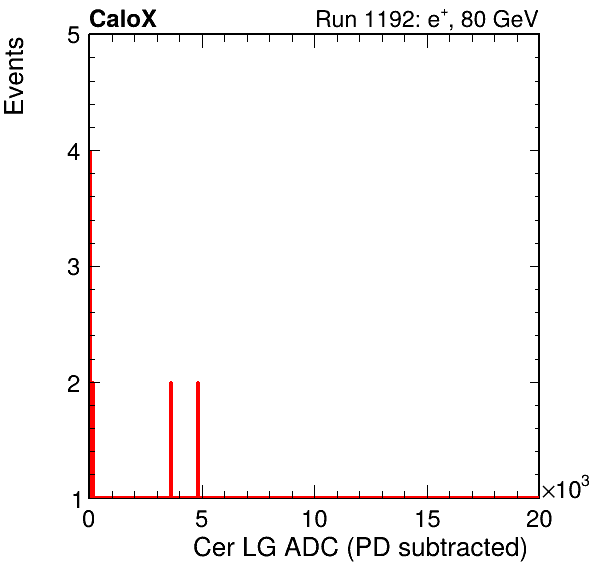 CaloX Run 1192: e⁺, 80 GeV
Events
5
4
3
2
1
0 5 10 15 20
×10³
Cer LG ADC (PD subtracted)